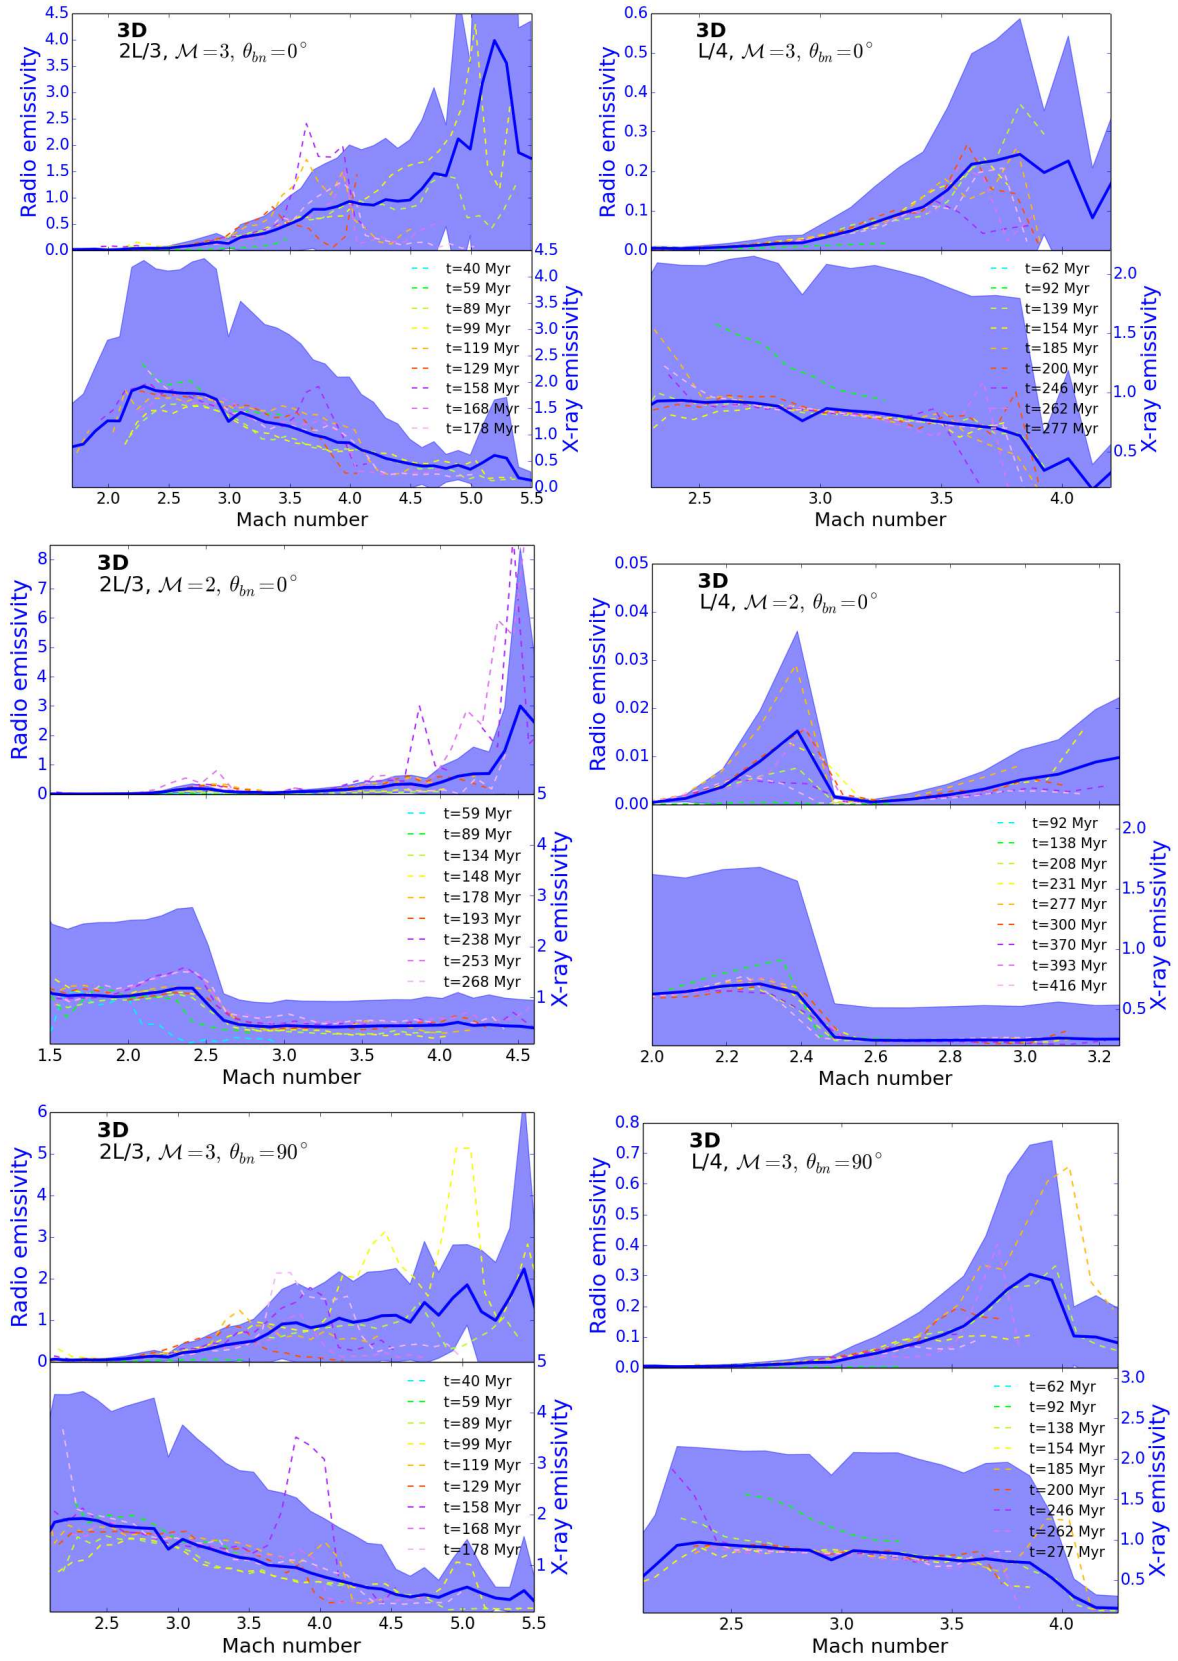 3D
2L/3, ℳ=3, θbn=0°
Radio emissivity
4.5
4.0
3.5
3.0
2.5
2.0
1.5
1.0
0.5
0.0
t=40 Myr
t=59 Myr
t=89 Myr
t=99 Myr
t=119 Myr
t=129 Myr
t=158 Myr
t=168 Myr
t=178 Myr
X-ray emissivity
4.5
4.0
3.5
3.0
2.5
2.0
1.5
1.0
0.5
0.0
2.0 2.5 3.0 3.5 4.0 4.5 5.0 5.5
Mach number
3D
L/4, ℳ=3, θbn=0°
Radio emissivity
0.6
0.5
0.4
0.3
0.2
0.1
0.0
t=62 Myr
t=92 Myr
t=139 Myr
t=154 Myr
t=185 Myr
t=200 Myr
t=246 Myr
t=262 Myr
t=277 Myr
X-ray emissivity
2.0
1.5
1.0
0.5
2.5 3.0 3.5 4.0
Mach number
3D
2L/3, ℳ=2, θbn=0°
Radio emissivity
8
7
6
5
4
3
2
1
0
t=59 Myr
t=89 Myr
t=134 Myr
t=148 Myr
t=178 Myr
t=193 Myr
t=238 Myr
t=253 Myr
t=268 Myr
X-ray emissivity
5
4
3
2
1
1.5 2.0 2.5 3.0 3.5 4.0 4.5
Mach number
3D
L/4, ℳ=2, θbn=0°
Radio emissivity
0.05
0.04
0.03
0.02
0.01
0.00
t=92 Myr
t=138 Myr
t=208 Myr
t=231 Myr
t=277 Myr
t=300 Myr
t=370 Myr
t=393 Myr
t=416 Myr
X-ray emissivity
2.0
1.5
1.0
0.5
2.0 2.2 2.4 2.6 2.8 3.0 3.2
Mach number
3D
2L/3, ℳ=3, θbn=90°
Radio emissivity
6
5
4
3
2
1
0
t=40 Myr
t=59 Myr
t=89 Myr
t=99 Myr
t=119 Myr
t=129 Myr
t=158 Myr
t=168 Myr
t=178 Myr
X-ray emissivity
5
4
3
2
1
2.5 3.0 3.5 4.0 4.5 5.0 5.5
Mach number
3D
L/4, ℳ=3, θbn=90°
Radio emissivity
0.8
0.7
0.6
0.5
0.4
0.3
0.2
0.1
0.0
t=62 Myr
t=92 Myr
t=138 Myr
t=154 Myr
t=185 Myr
t=200 Myr
t=246 Myr
t=262 Myr
t=277 Myr
X-ray emissivity
3.0
2.5
2.0
1.5
1.0
0.5
2.5 3.0 3.5 4.0
Mach number